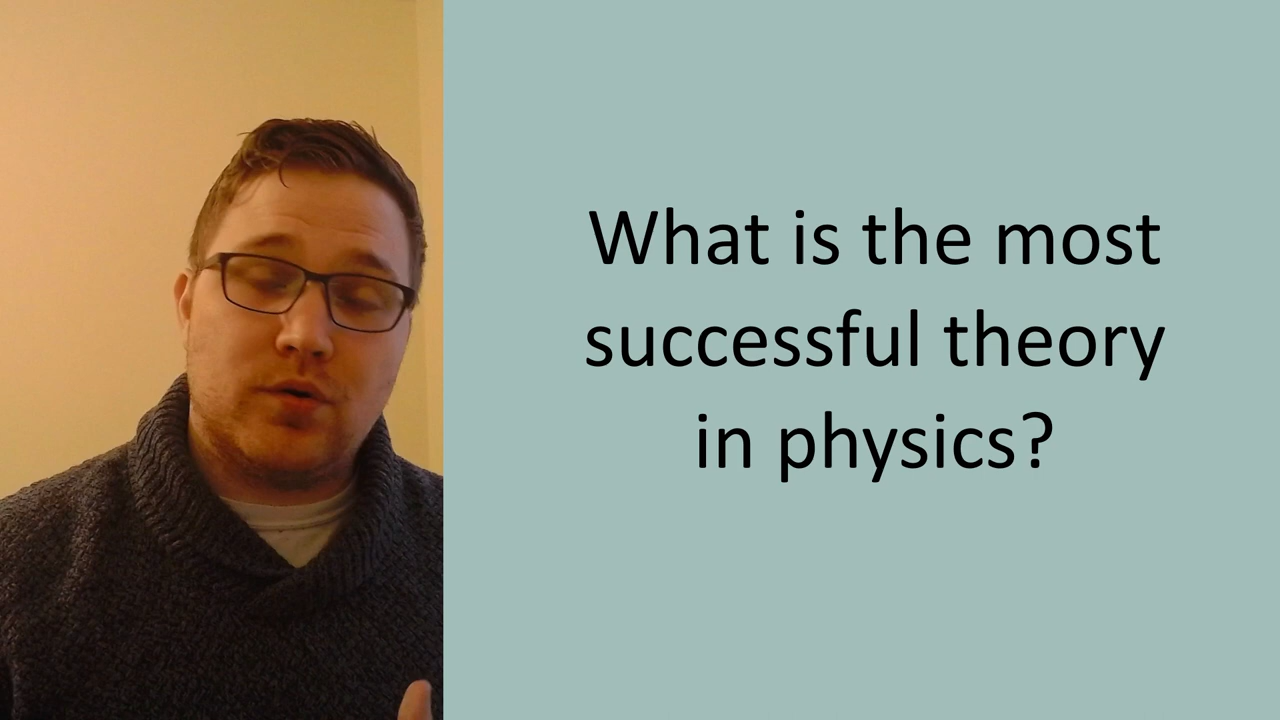 What is the most
successful theory
in physics?